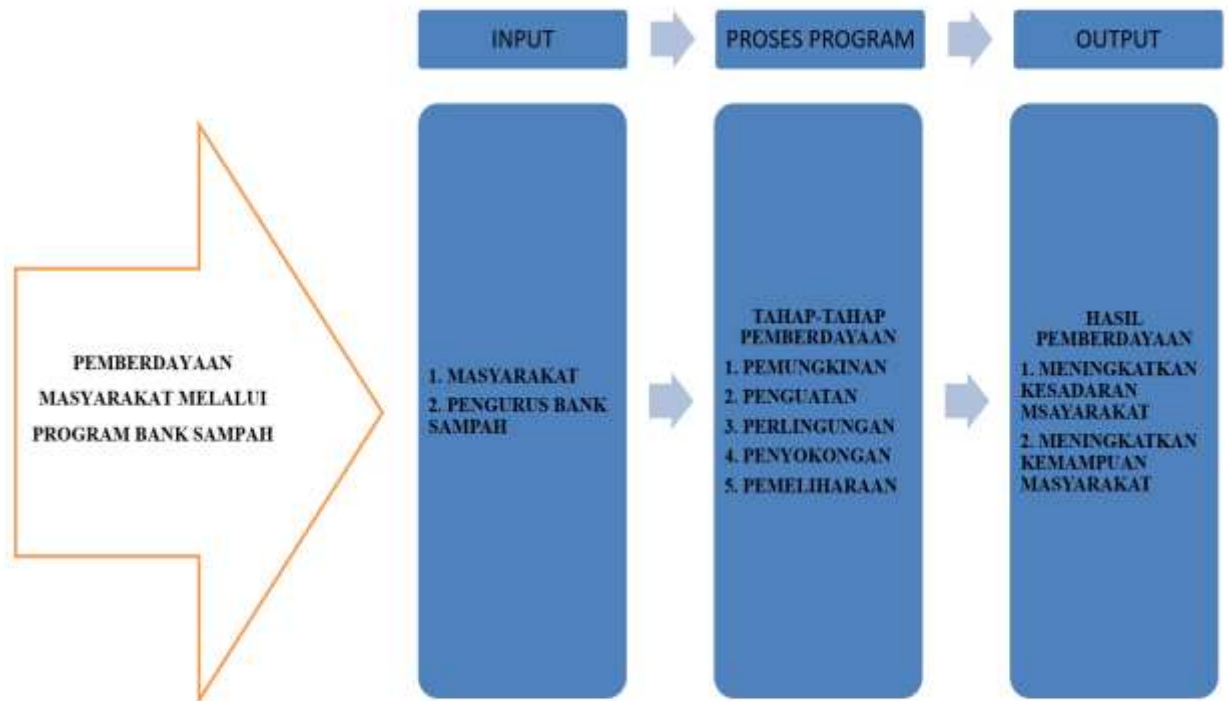 INPUT
PROSES PROGRAM
OUTPUT
PEMBERDAYAAN
MASYARAKAT MELALUI
PROGRAM BANK SAMPAH
1. MASYARAKAT
2. PENGURUS BANK
SAMPAH
TAHAP-TAHAP
PEMBERDAYAAN
1. PEMUNGKINAN
2. PENGUATAN
3. PERLINGUNGAN
4. PENYOKONGAN
5. PEMELIHARAAN
HASIL
PEMBERDAYAAN
1. MENINGKATKAN
KESADARAN
MSAYARAKAT
2. MENINGKATKAN
KEMAMPUAN
MASYARAKAT